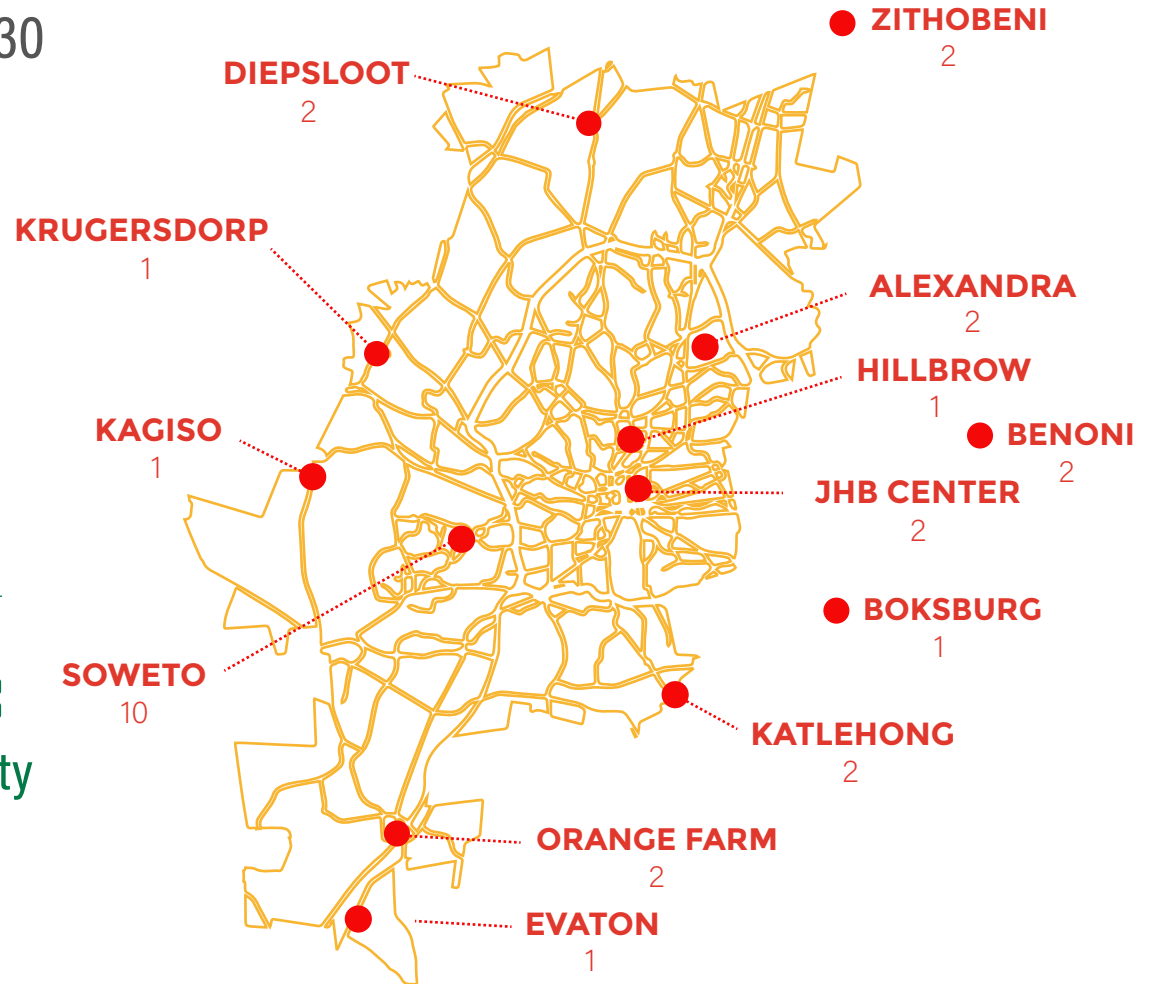 30
ZITHOBENI
2
DIEPSLOOT
2
KRUGERSDORP
1
ALEXANDRA
2
HILLBROW
1
KAGISO
1
BENONI
2
JHB CENTER
2
BOKSBURG
1
SOWETO
10
KATLEHONG
2
ty
ORANGE FARM
2
EVATON
1